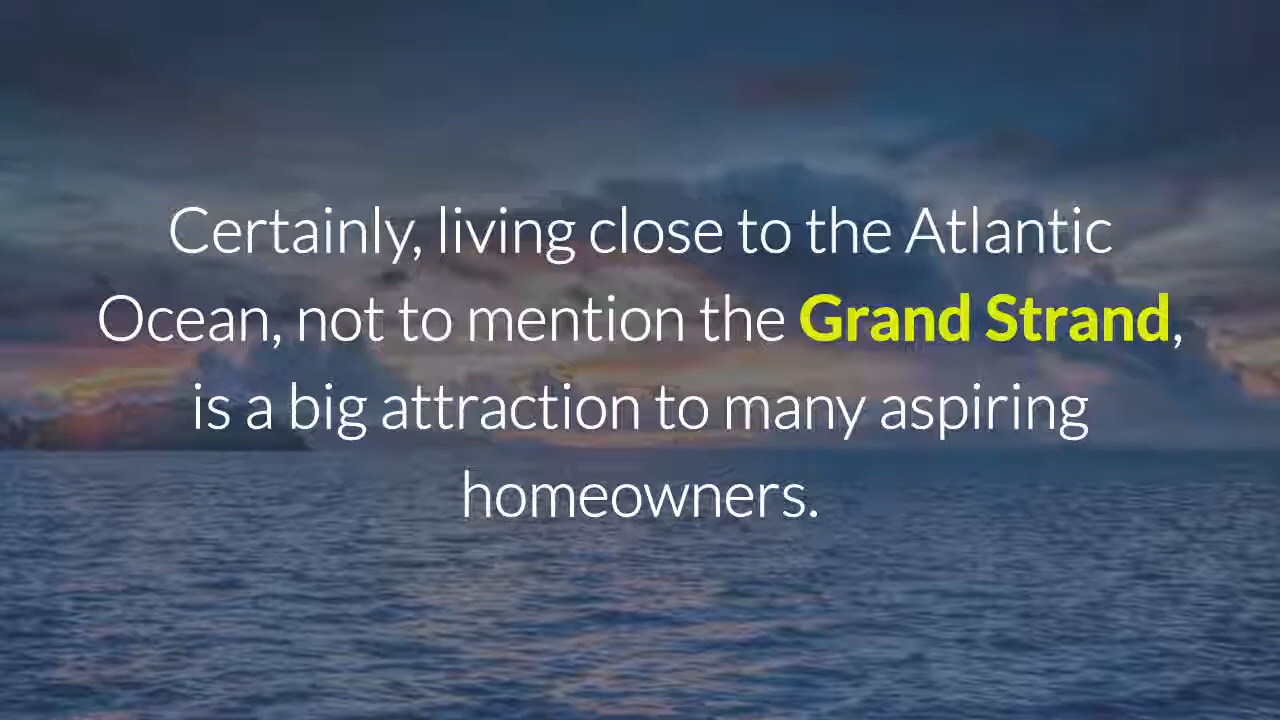 Certainly, living close to the Atlantic
Ocean, not to mention the Grand Strand,
is a big attraction to many aspiring
homeowners.